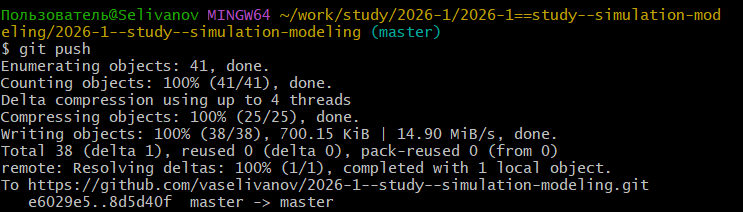 Пользователь@Selivanov MINGW64 ~/work/study/2026-1/2026-1==study--simulation-mod
eling/2026-1--study--simulation-modeling (master)
$ git push
Enumerating objects: 41, done.
Counting objects: 100% (41/41), done.
Delta compression using up to 4 threads
Compressing objects: 100% (25/25), done.
Writing objects: 100% (38/38), 700.15 KiB | 14.90 MiB/s, done.
Total 38 (delta 1), reused 0 (delta 0), pack-reused 0 (from 0)
remote: Resolving deltas: 100% (1/1), completed with 1 local object.
To https://github.com/vaselivanov/2026-1--study--simulation-modeling.git
   e6029e5..8d5d40f  master -> master